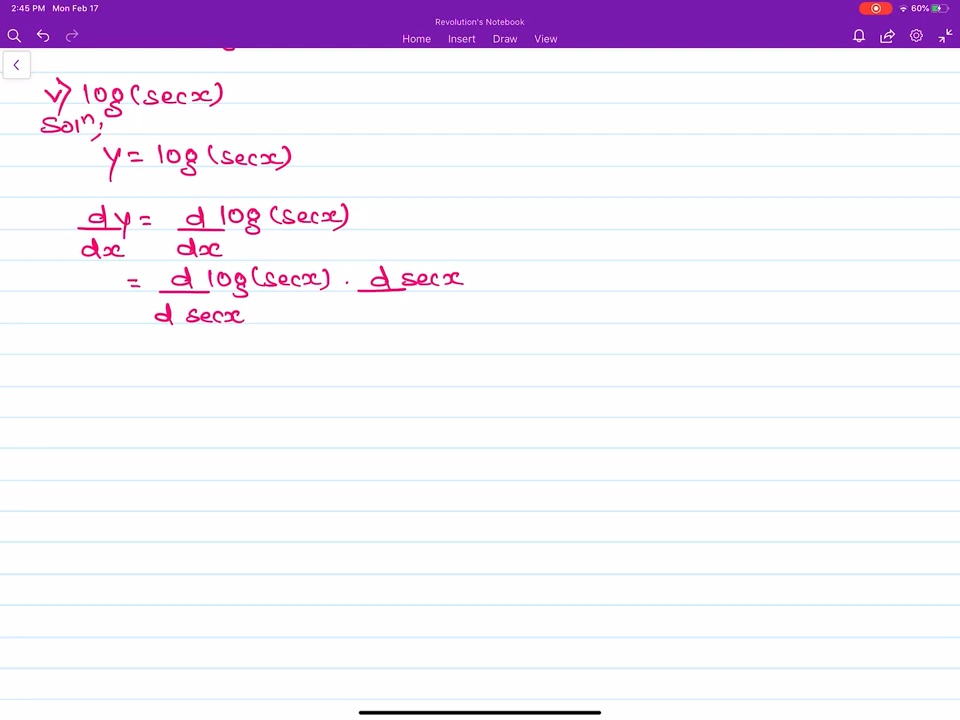 2:45 PM Mon Feb 17
60%
Revolution's Notebook
Home Insert Draw View
v) log(secx)
Solⁿ,
y = log(secx)
dy = d log(secx)
dx dx
= d log(secx) . d secx
d secx